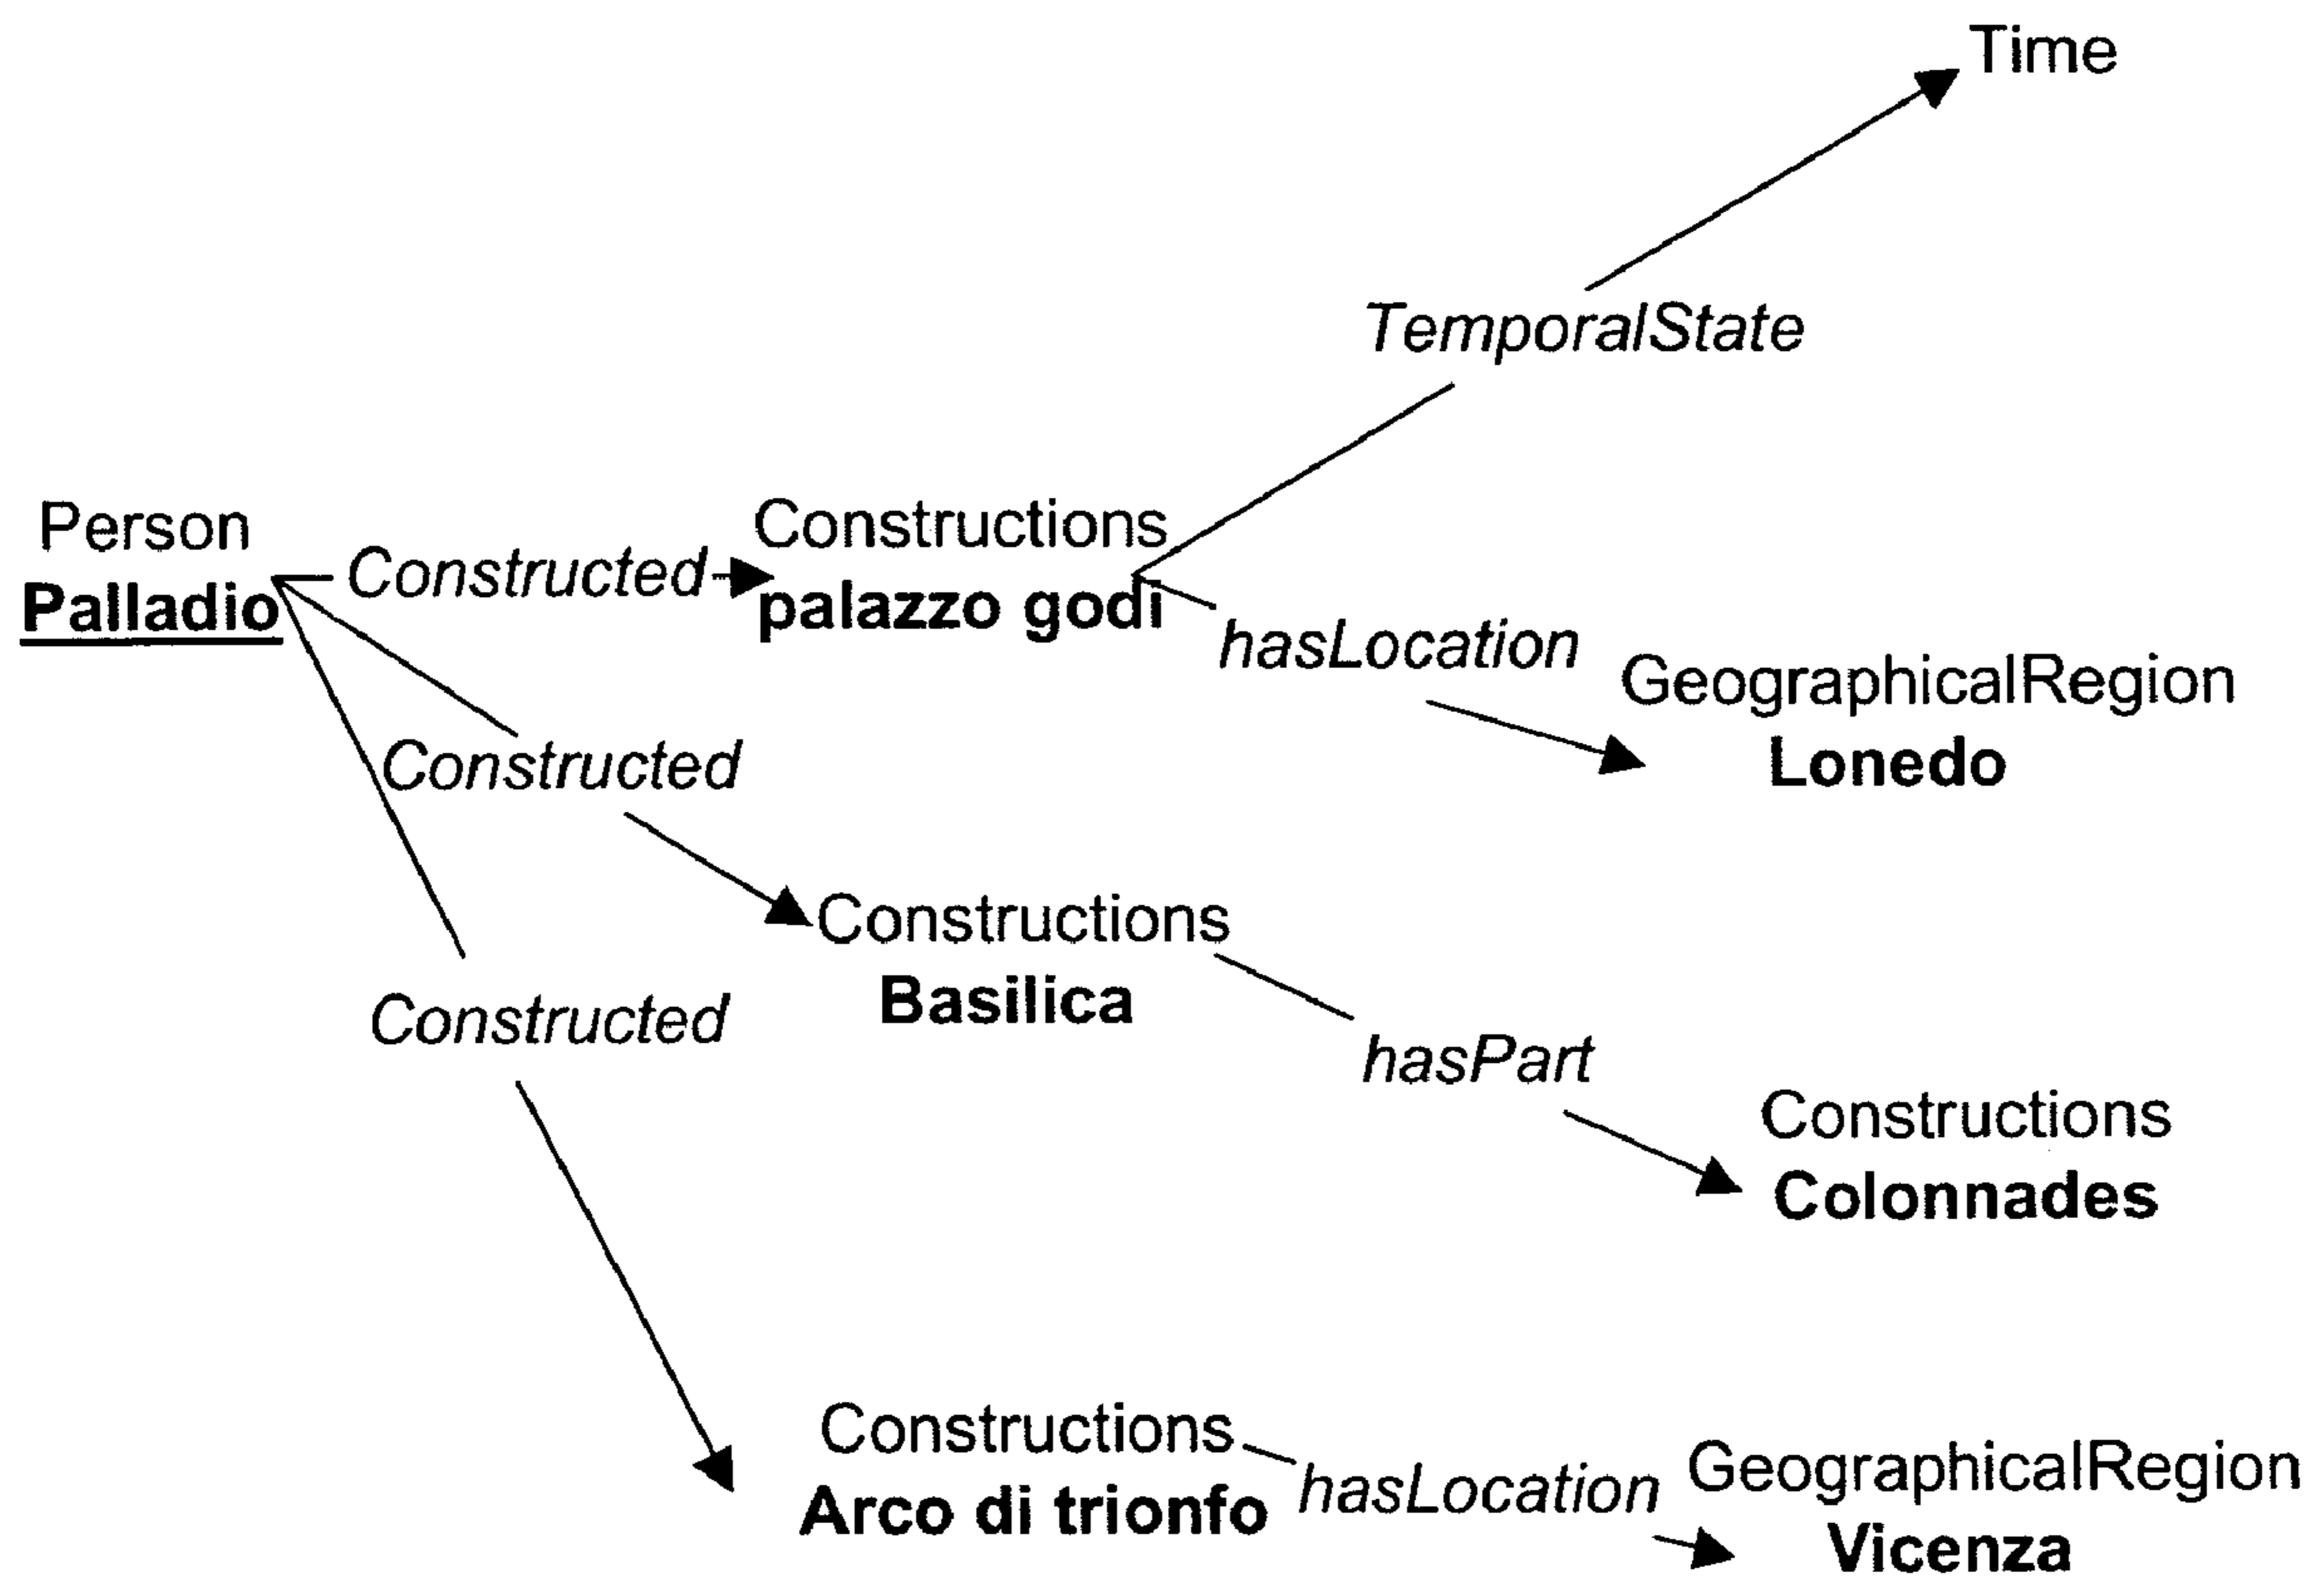 Time
TemporalState
Person
Palladio
Constructed
Constructions
palazzo godi
hasLocation
GeographicalRegion
Lonedo
Constructed
Constructions
Basilica
hasPart
Constructions
Colonnades
Constructed
Constructions
Arco di trionfo
hasLocation
GeographicalRegion
Vicenza